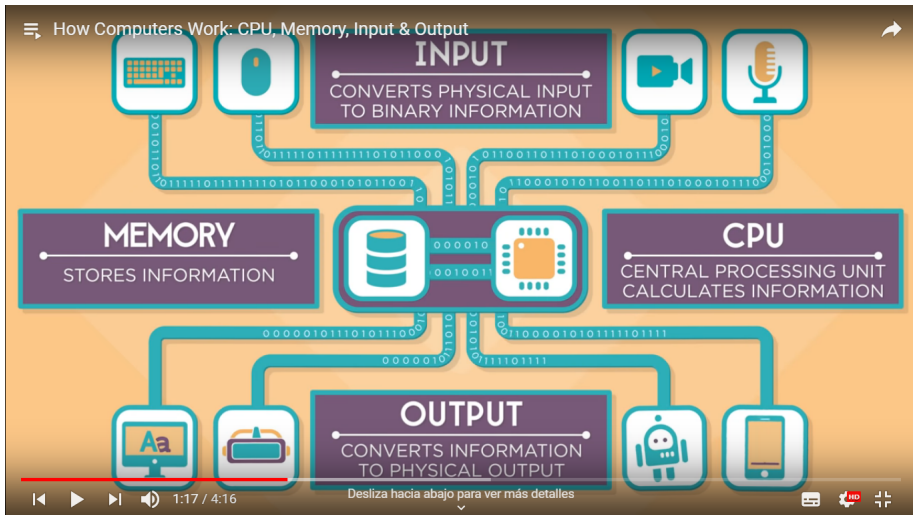 How Computers Work: CPU, Memory, Input & Output
INPUT
CONVERTS PHYSICAL INPUT
TO BINARY INFORMATION
MEMORY
STORES INFORMATION
000010
0010011
CPU
CENTRAL PROCESSING UNIT
CALCULATES INFORMATION
Aa
OUTPUT
CONVERTS INFORMATION
TO PHYSICAL OUTPUT
1:17 / 4:16
Desliza hacia abajo para ver más detalles
HD